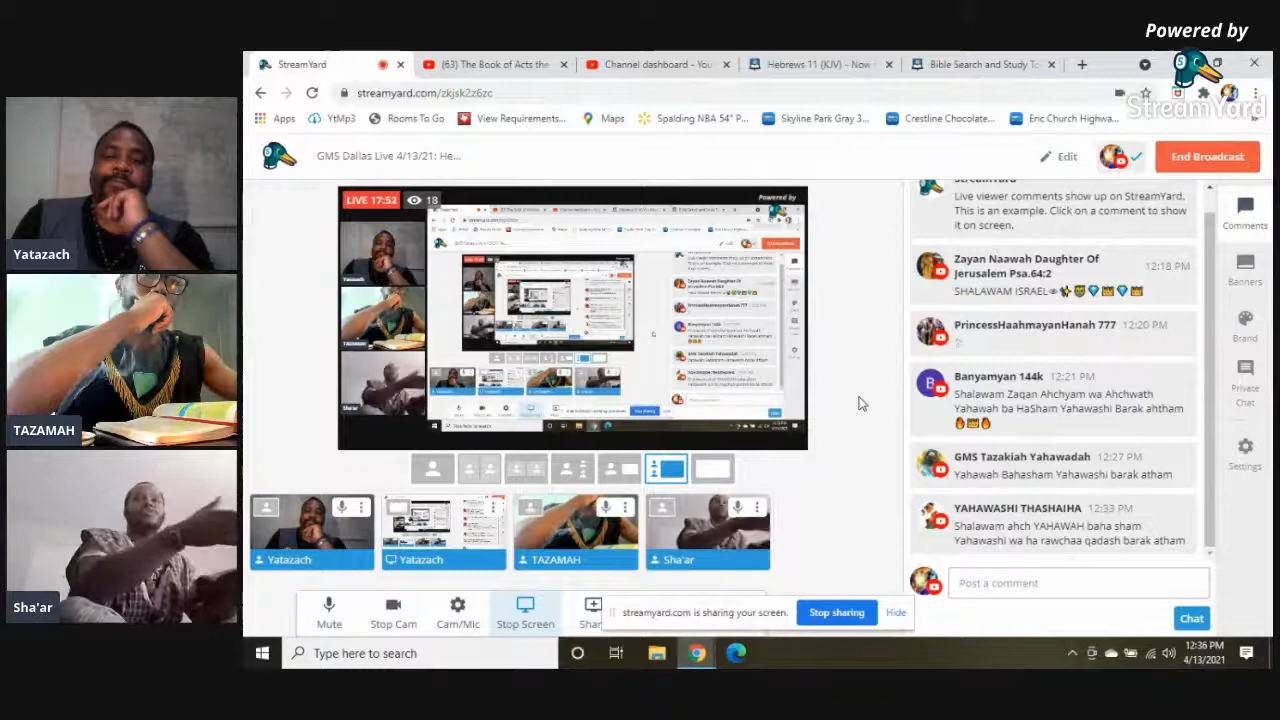 Powered by
StreamYard
Yatazach
TAZAMAH
Sha'ar
StreamYard
(63) The Book of Acts the
Channel dashboard - You
Hebrews 11 (KJV) - Now
Bible Search and Study To
streamyard.com/zkjsk2z6zc
Apps
YtMp3
Rooms To Go
View Requirements...
Maps
Spalding NBA 54" P...
Skyline Park Gray 3...
Crestline Chocolate...
Eric Church Highwa...
GMS Dallas Live 4/13/21: He...
Edit
End Broadcast
LIVE 17:52
18
Powered by
StreamYard
Live viewer comments show up on StreamYard.
This is an example. Click on a comment to show
it on screen.
Zayan Naawah Daughter Of
Jerusalem Psa.64:2
12:18 PM
SHALAWAM ISRAEL
PrincessHaahmayanHanah 777
12:20 PM
Banyamyan 144k
12:21 PM
Shalawam Zaqan Ahchyam wa Ahchwath
Yahawah ba HaSham Yahawashi Barak ahtham
GMS Tazakiah Yahawadah
12:27 PM
Yahawah Bahasham Yahawashi Barak atham
YAHAWASHI THASHAIHA
12:33 PM
Shalawam ahch YAHAWAH baha sham
Yahawashi wa ha rawchaa qadash barak atham
Post a comment
Chat
Comments
Banners
Brand
Private
Chat
Settings
Yatazach
Yatazach
TAZAMAH
Sha'ar
Mute
Stop Cam
Cam/Mic
Stop Screen
Shar
streamyard.com is sharing your screen.
Stop sharing
Hide
Type here to search
12:36 PM
4/13/2021